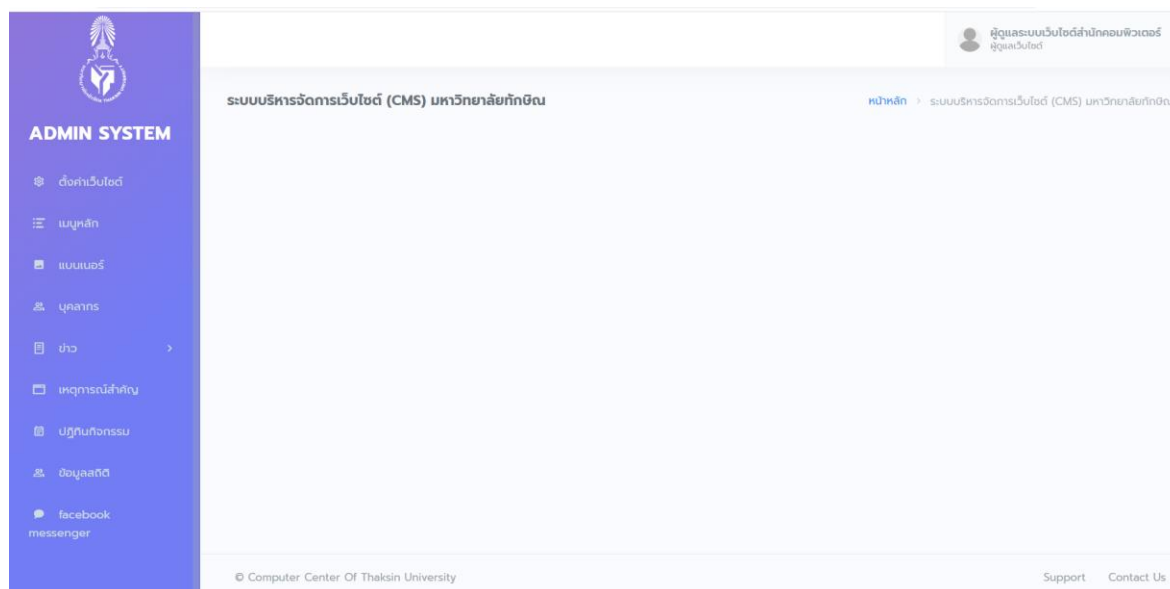 ผู้ดูแลระบบเว็บไซต์สำนักคอมพิวเตอร์
ผู้ดูแลเว็บไซต์
ADMIN SYSTEM
ระบบบริหารจัดการเว็บไซต์ (CMS) มหาวิทยาลัยทักษิณ
หน้าหลัก > ระบบบริหารจัดการเว็บไซต์ (CMS) มหาวิทยาลัยทักษิณ
ตั้งค่าเว็บไซต์
เมนูหลัก
แบนเนอร์
บุคลากร
ข่าว >
เหตุการณ์สำคัญ
ปฏิทินกิจกรรม
ข้อมูลสถิติ
facebook
messenger
© Computer Center Of Thaksin University
Support Contact Us